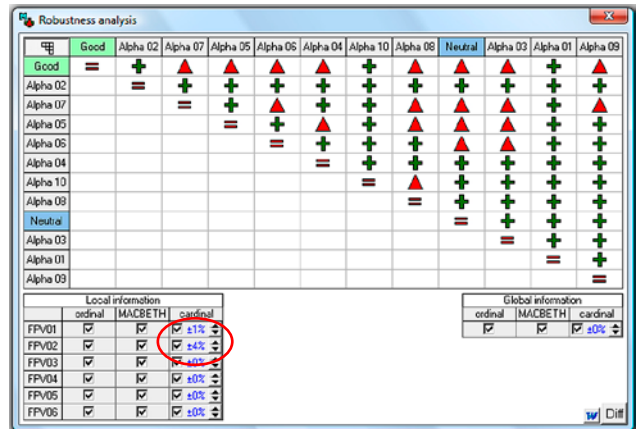 Robustness analysis
Good Alpha 02 Alpha 07 Alpha 05 Alpha 06 Alpha 04 Alpha 10 Alpha 08 Neutral Alpha 03 Alpha 01 Alpha 09
Good
Alpha 02
Alpha 07
Alpha 05
Alpha 06
Alpha 04
Alpha 10
Alpha 08
Neutral
Alpha 03
Alpha 01
Alpha 09
Local information Global information
ordinal MACBETH cardinal ordinal MACBETH cardinal
FPV01 ±1% ±0%
FPV02 ±4%
FPV03 ±0%
FPV04 ±0%
FPV05 ±0%
FPV06 ±0%
Diff